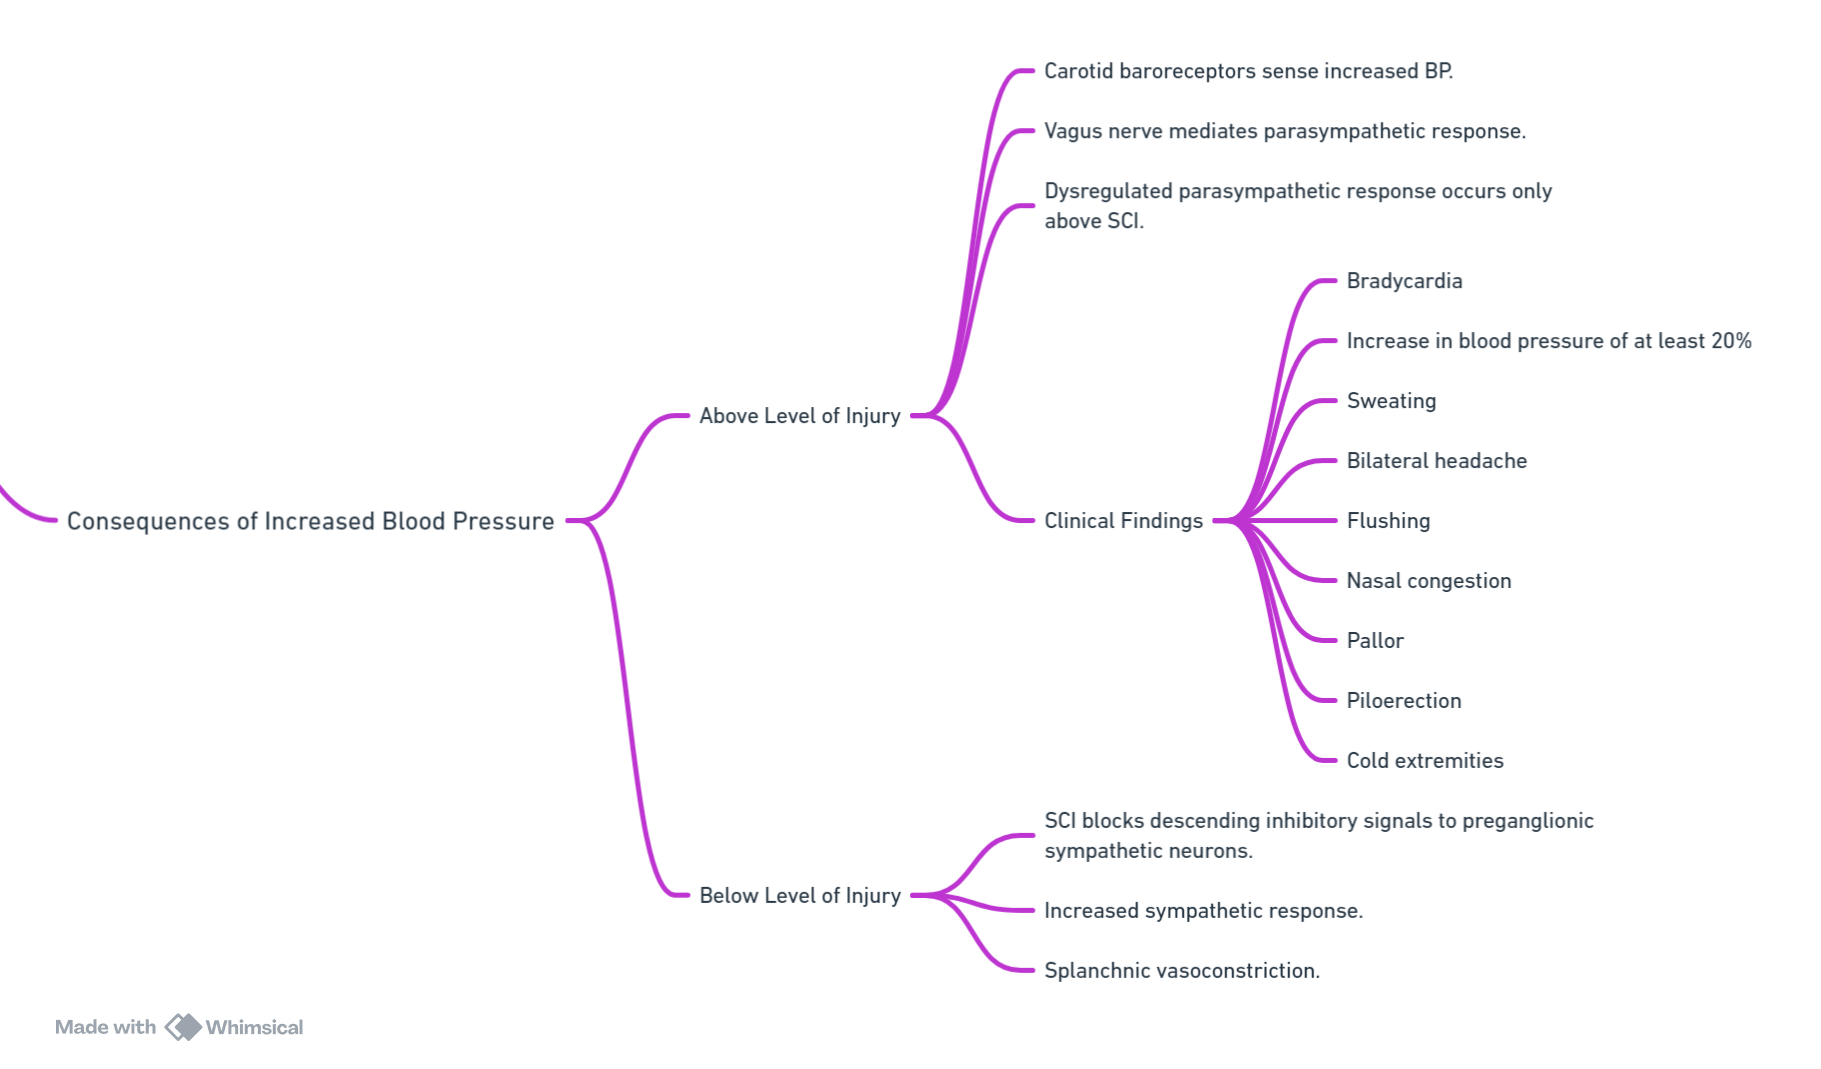 Carotid baroreceptors sense increased BP.
Vagus nerve mediates parasympathetic response.
Dysregulated parasympathetic response occurs only
above SCI.
Bradycardia
Increase in blood pressure of at least 20%
Sweating
Above Level of Injury
Bilateral headache
Consequences of Increased Blood Pressure
Clinical Findings
Flushing
Nasal congestion
Pallor
Piloerection
Cold extremities
SCI blocks descending inhibitory signals to preganglionic
sympathetic neurons.
Below Level of Injury
Increased sympathetic response.
Splanchnic vasoconstriction.
Made with Whimsical